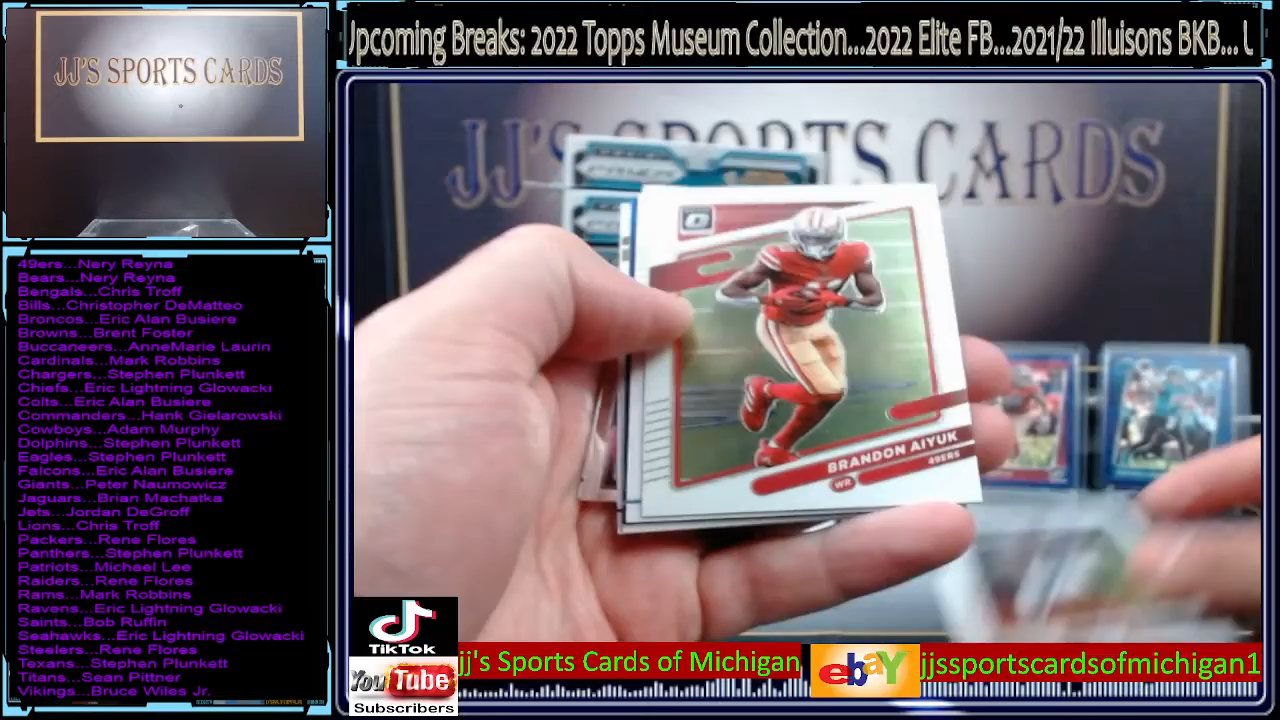 JJ'S SPORTS CARDS
Upcoming Breaks: 2022 Topps Museum Collection...2022 Elite FB...2021/22 Illuisons BKB...
JJ'S SPORTS CARDS
PRIZM
BRANDON AIYUK
49ERS
WR
49ers...Nery Reyna
Bears...Nery Reyna
Bengals...Chris Troff
Bills...Christopher DeMatteo
Broncos...Eric Alan Busiere
Browns...Brent Foster
Buccaneers...AnneMarie Laurin
Cardinals...Mark Robbins
Chargers...Stephen Plunkett
Chiefs...Eric Lightning Glowacki
Colts...Eric Alan Busiere
Commanders...Hank Gielarowski
Cowboys...Adam Murphy
Dolphins...Stephen Plunkett
Eagles...Stephen Plunkett
Falcons...Eric Alan Busiere
Giants...Peter Naumowicz
Jaguars...Brian Machatka
Jets...Jordan DeGroff
Lions...Chris Troff
Packers...Rene Flores
Panthers...Stephen Plunkett
Patriots...Michael Lee
Raiders...Rene Flores
Rams...Mark Robbins
Ravens...Eric Lightning Glowacki
Saints...Bob Ruffin
Seahawks...Eric Lightning Glowacki
Steelers...Rene Flores
Texans...Stephen Plunkett
Titans...Sean Pittner
Vikings...Bruce Wiles Jr.
TikTok
YouTube
Subscribers
jj's Sports Cards of Michigan
ebay
jjssportscardsofmichigan1